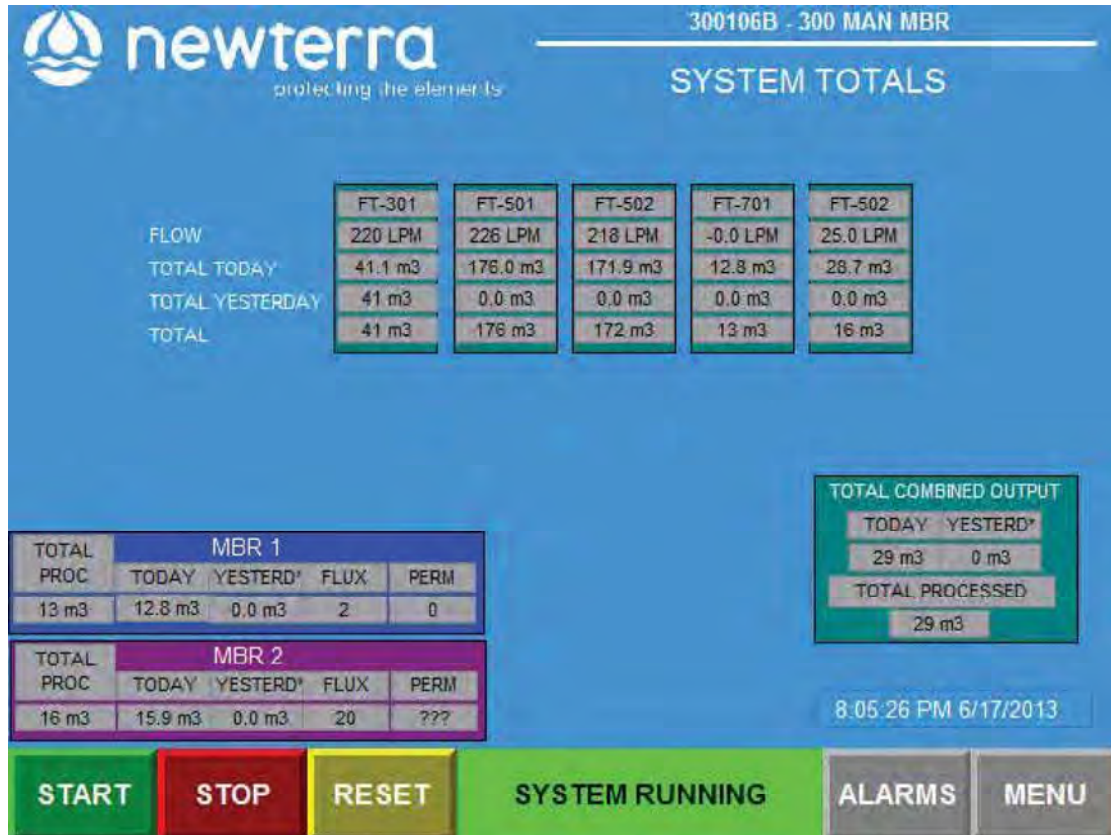 300106B - 300 MAN MBR
newterra
protecting the elements
SYSTEM TOTALS
FT-301 FT-501 FT-502 FT-701 FT-502
FLOW 220 LPM 226 LPM 218 LPM -0.0 LPM 25.0 LPM
TOTAL TODAY 41.1 m3 176.0 m3 171.9 m3 12.8 m3 28.7 m3
TOTAL YESTERDAY 41 m3 0.0 m3 0.0 m3 0.0 m3 0.0 m3
TOTAL 41 m3 176 m3 172 m3 13 m3 16 m3
TOTAL COMBINED OUTPUT
TODAY YESTERD*
29 m3 0 m3
TOTAL PROCESSED
29 m3
TOTAL PROC MBR 1
TODAY YESTERD* FLUX PERM
13 m3 12.8 m3 0.0 m3 2 0
TOTAL PROC MBR 2
TODAY YESTERD* FLUX PERM
16 m3 15.9 m3 0.0 m3 20 ???
8:05:26 PM 6/17/2013
START STOP RESET SYSTEM RUNNING ALARMS MENU